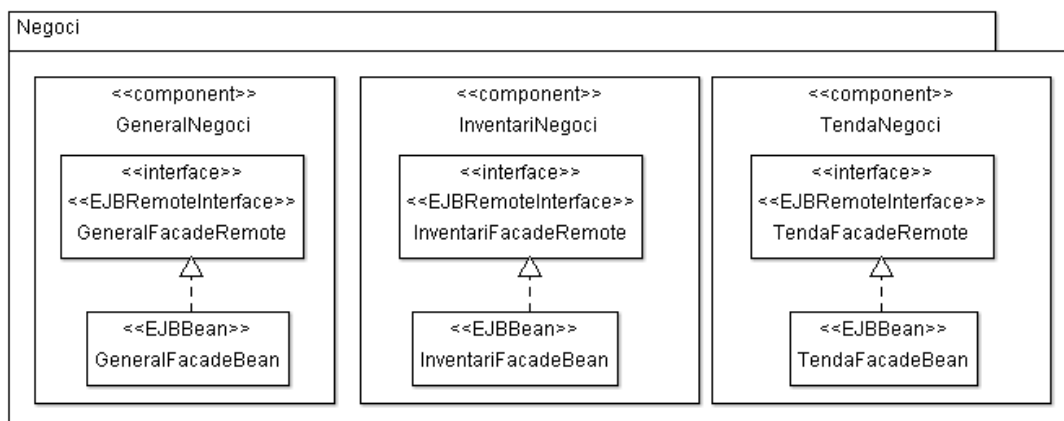 Negoci
<<component>>
GeneralNegoci
<<interface>>
<<EJBRemoteInterface>>
GeneralFacadeRemote
<<EJBBean>>
GeneralFacadeBean
<<component>>
InventariNegoci
<<interface>>
<<EJBRemoteInterface>>
InventariFacadeRemote
<<EJBBean>>
InventariFacadeBean
<<component>>
TendaNegoci
<<interface>>
<<EJBRemoteInterface>>
TendaFacadeRemote
<<EJBBean>>
TendaFacadeBean